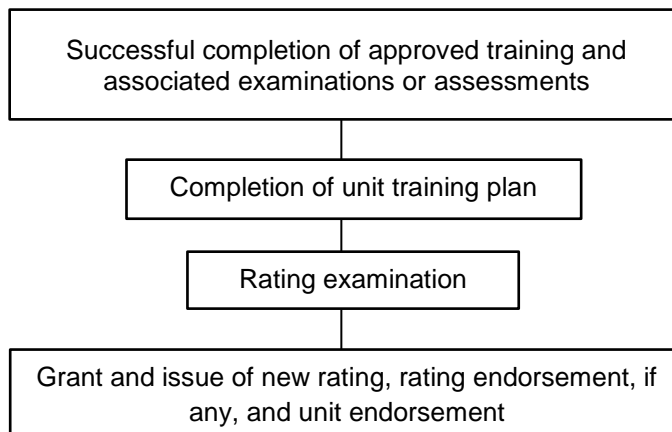 Successful completion of approved training and
associated examinations or assessments
Completion of unit training plan
Rating examination
Grant and issue of new rating, rating endorsement, if
any, and unit endorsement